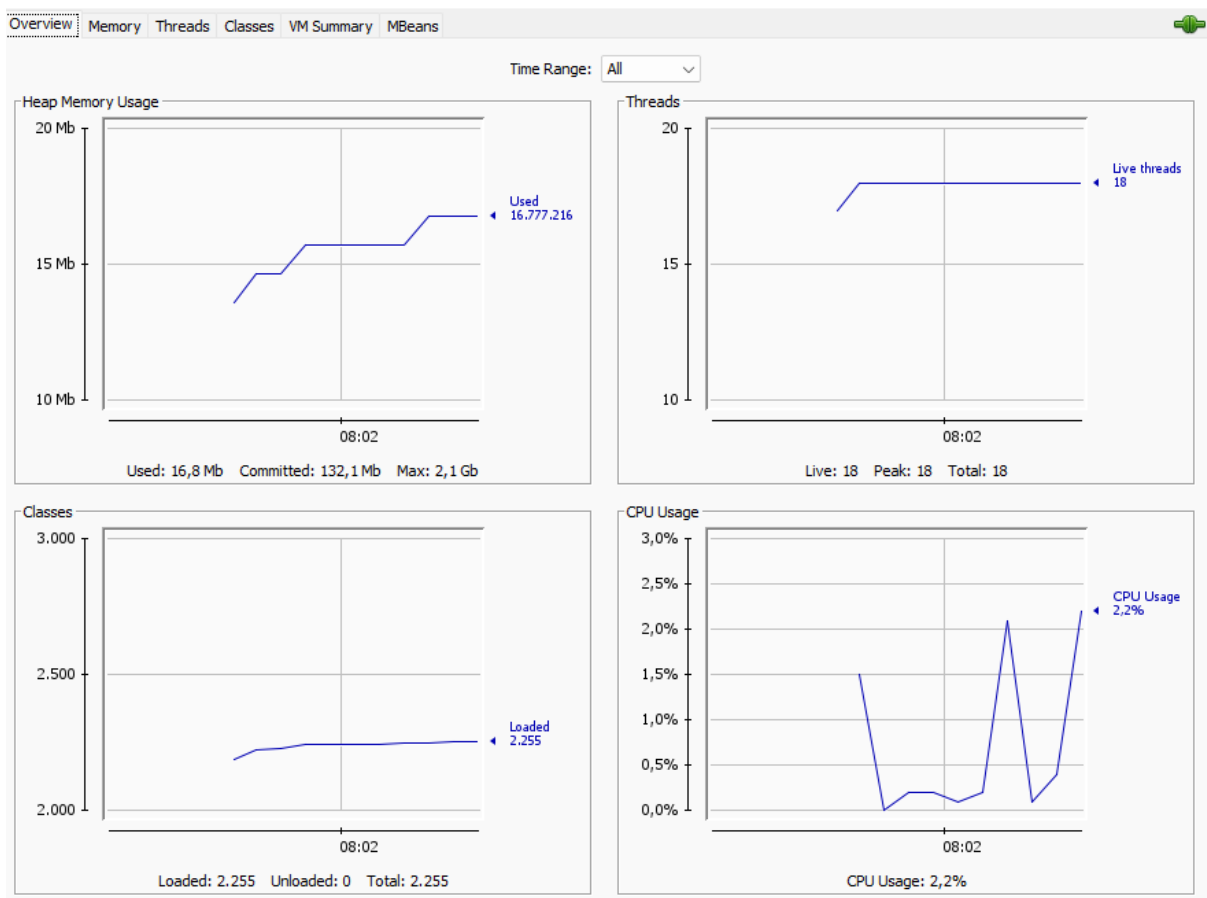 Overview Memory Threads Classes VM Summary MBeans
Time Range: All
Heap Memory Usage
20 Mb
15 Mb
10 Mb
Used
16.777.216
08:02
Used: 16,8 Mb Committed: 132,1 Mb Max: 2,1 Gb
Threads
20
15
10
Live threads
18
08:02
Live: 18 Peak: 18 Total: 18
Classes
3.000
2.500
2.000
Loaded
2.255
08:02
Loaded: 2.255 Unloaded: 0 Total: 2.255
CPU Usage
3,0%
2,5%
2,0%
1,5%
1,0%
0,5%
0,0%
CPU Usage
2,2%
08:02
CPU Usage: 2,2%